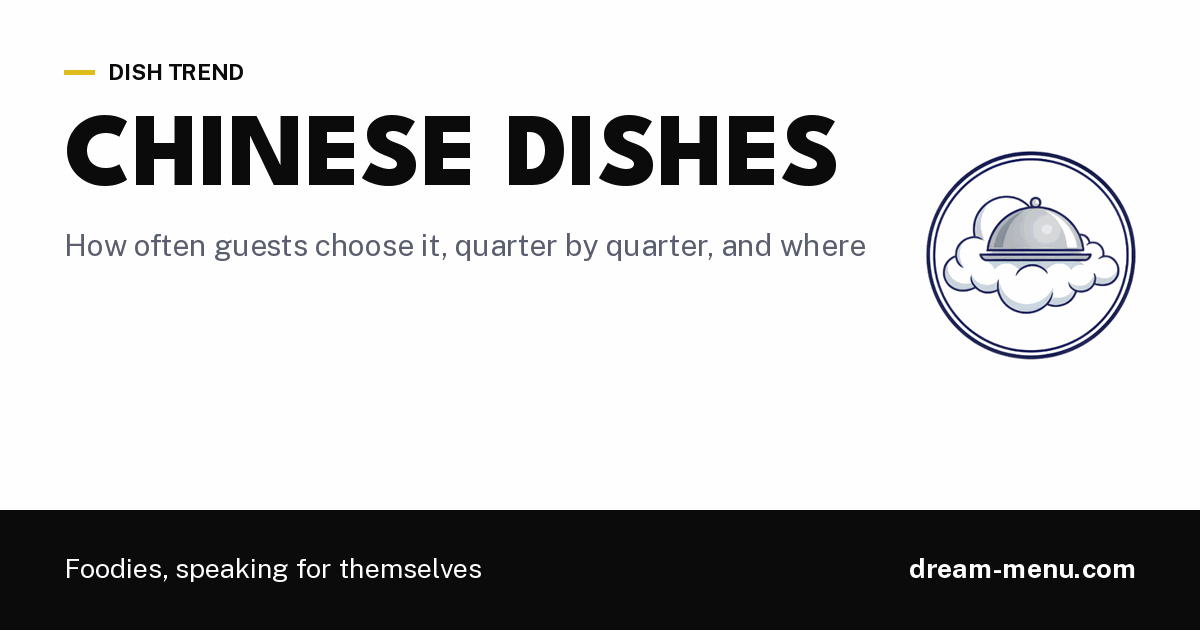 DISH TREND
CHINESE DISHES
How often guests choose it, quarter by quarter, and where
Foodies, speaking for themselves
dream-menu.com